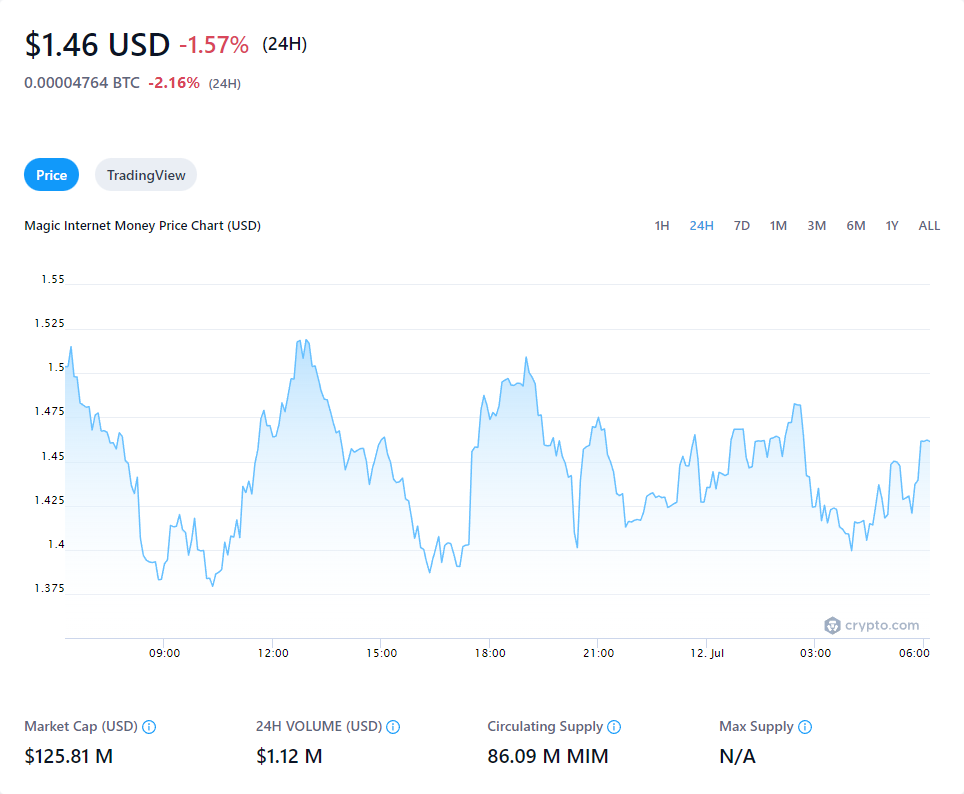 $1.46 USD -1.57% (24H)
0.00004764 BTC -2.16% (24H)
Price TradingView
Magic Internet Money Price Chart (USD) 1H 24H 7D 1M 3M 6M 1Y ALL
1.55
1.525
1.5
1.475
1.45
1.425
1.4
1.375
crypto.com
09:00 12:00 15:00 18:00 21:00 12. Jul 03:00 06:00
Market Cap (USD) 24H VOLUME (USD) Circulating Supply Max Supply
$125.81 M $1.12 M 86.09 M MIM N/A